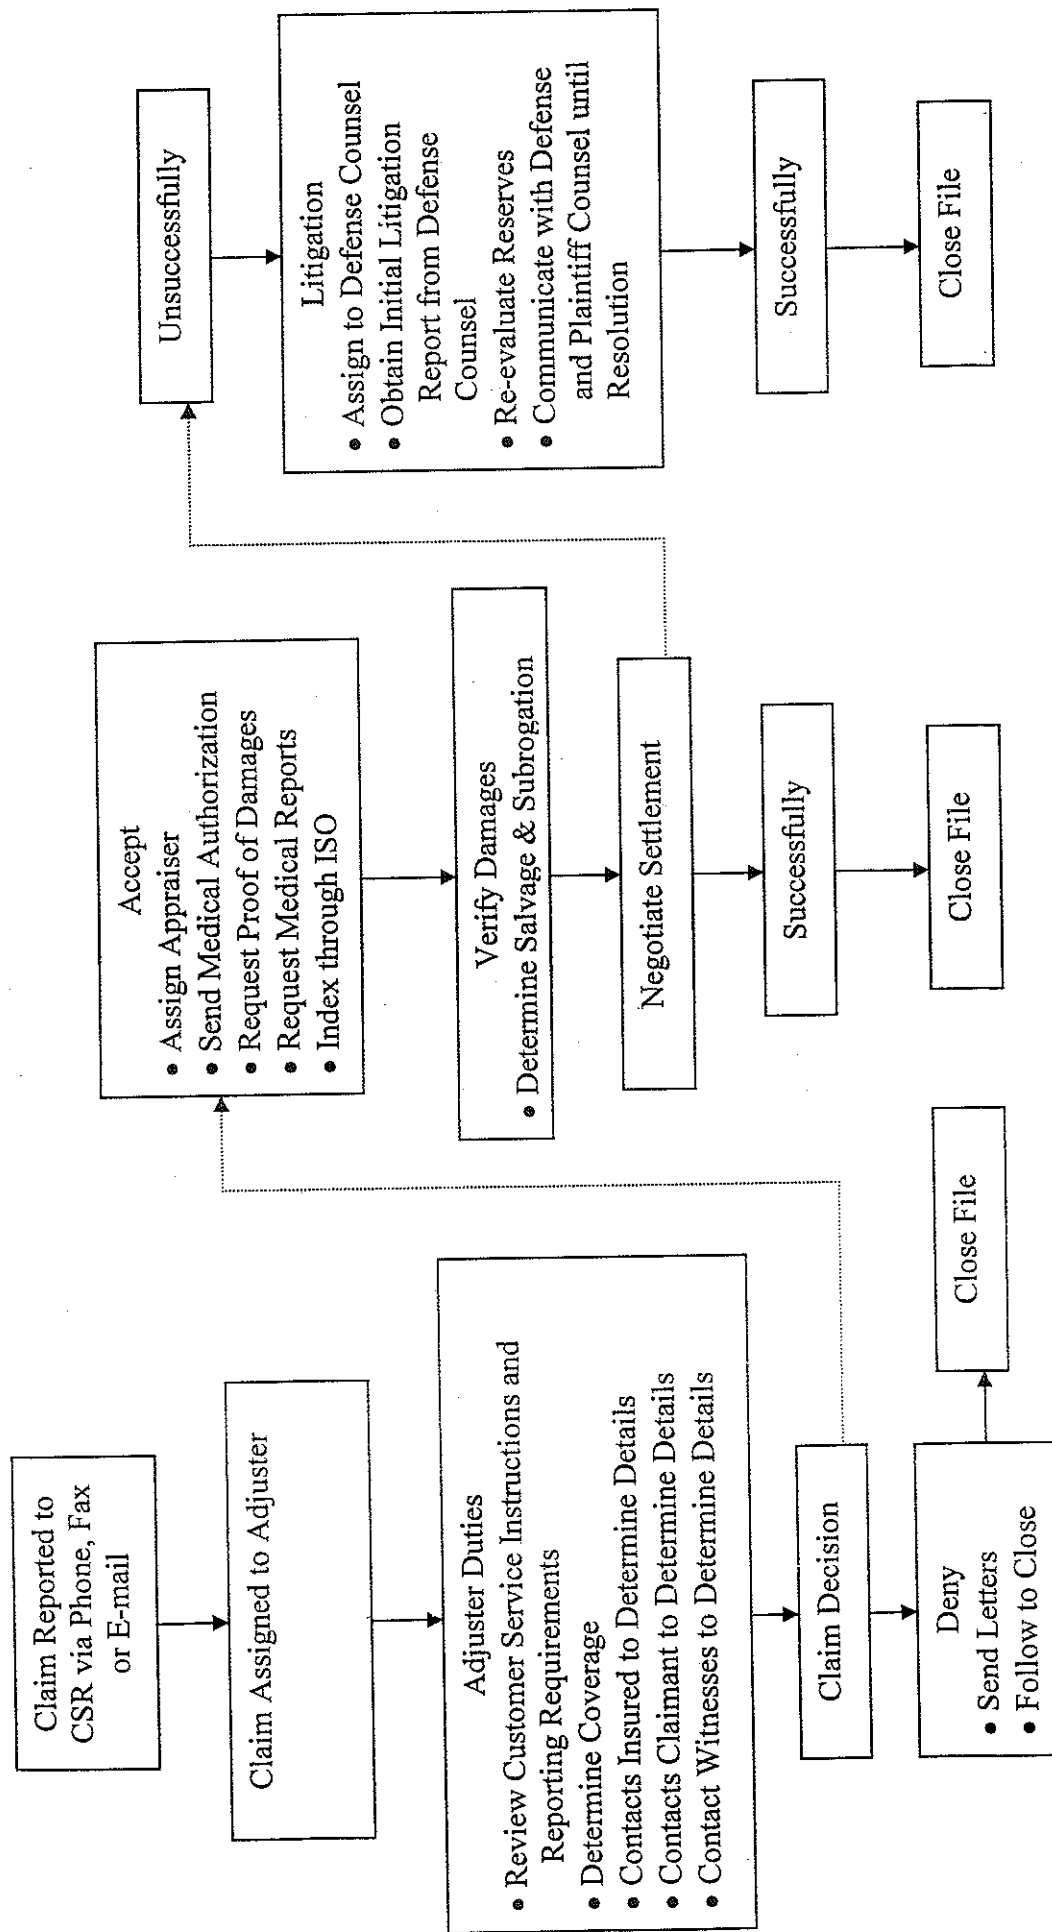 Claim Reported to
CSR via Phone, Fax
or E-mail
Claim Assigned to Adjuster
Adjuster Duties
• Review Customer Service Instructions and
Reporting Requirements
• Determine Coverage
• Contacts Insured to Determine Details
• Contacts Claimant to Determine Details
• Contact Witnesses to Determine Details
Claim Decision
Deny
• Send Letters
• Follow to Close
Close File
Accept
• Assign Appraiser
• Send Medical Authorization
• Request Proof of Damages
• Request Medical Reports
• Index through ISO
Verify Damages
• Determine Salvage & Subrogation
Negotiate Settlement
Successfully
Close File
Unsuccessfully
Litigation
• Assign to Defense Counsel
• Obtain Initial Litigation
Report from Defense
Counsel
• Re-evaluate Reserves
• Communicate with Defense
and Plaintiff Counsel until
Resolution
Successfully
Close File